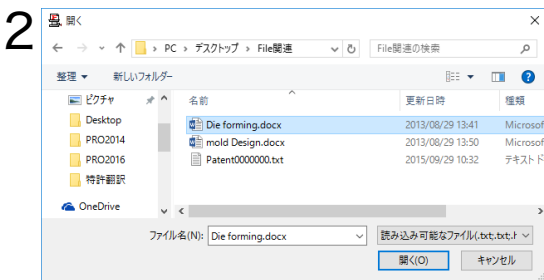 2
開く
PC › デスクトップ › File関連
File関連の検索
整理 新しいフォルダー
ピクチャ
Desktop
PRO2014
PRO2016
特許翻訳
OneDrive
名前 更新日時 種類
Die forming.docx 2013/08/29 13:41 Microsof
mold Design.docx 2013/08/29 13:50 Microsof
Patent0000000.txt 2015/09/29 10:32 テキスト ド
ファイル名(N): Die forming.docx
読み込み可能なファイル(.txt;.txt;.h
開く(O) キャンセル